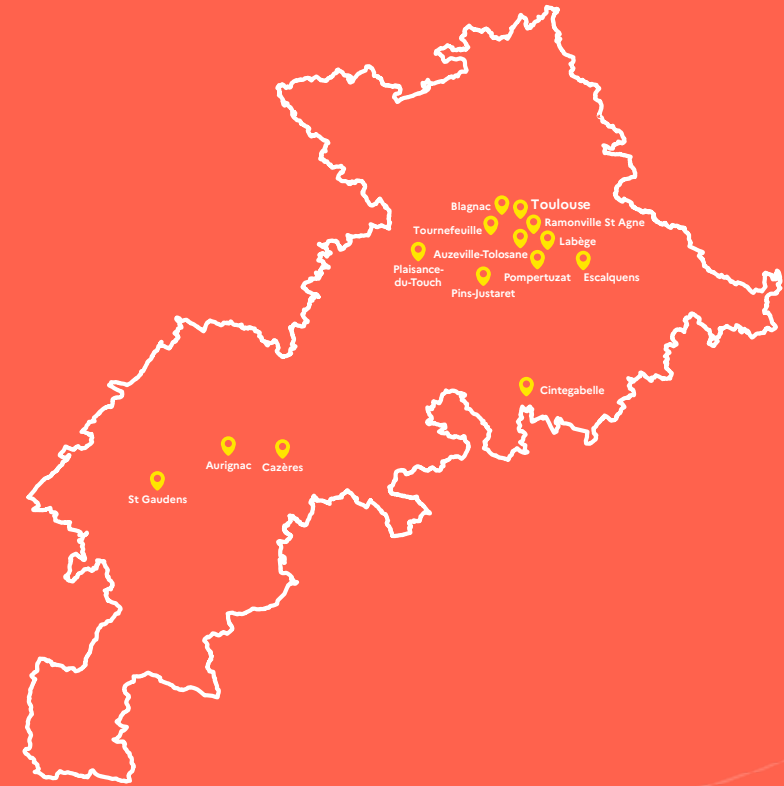 Blagnac
Toulouse
Tournefeuille
Ramonville St Agne
Auzeville-Tolosane
Labège
Plaisance-
du-Touch
Pins-Justaret
Pompertuzat
Escalquens
Cintegabelle
Aurignac
Cazères
St Gaudens